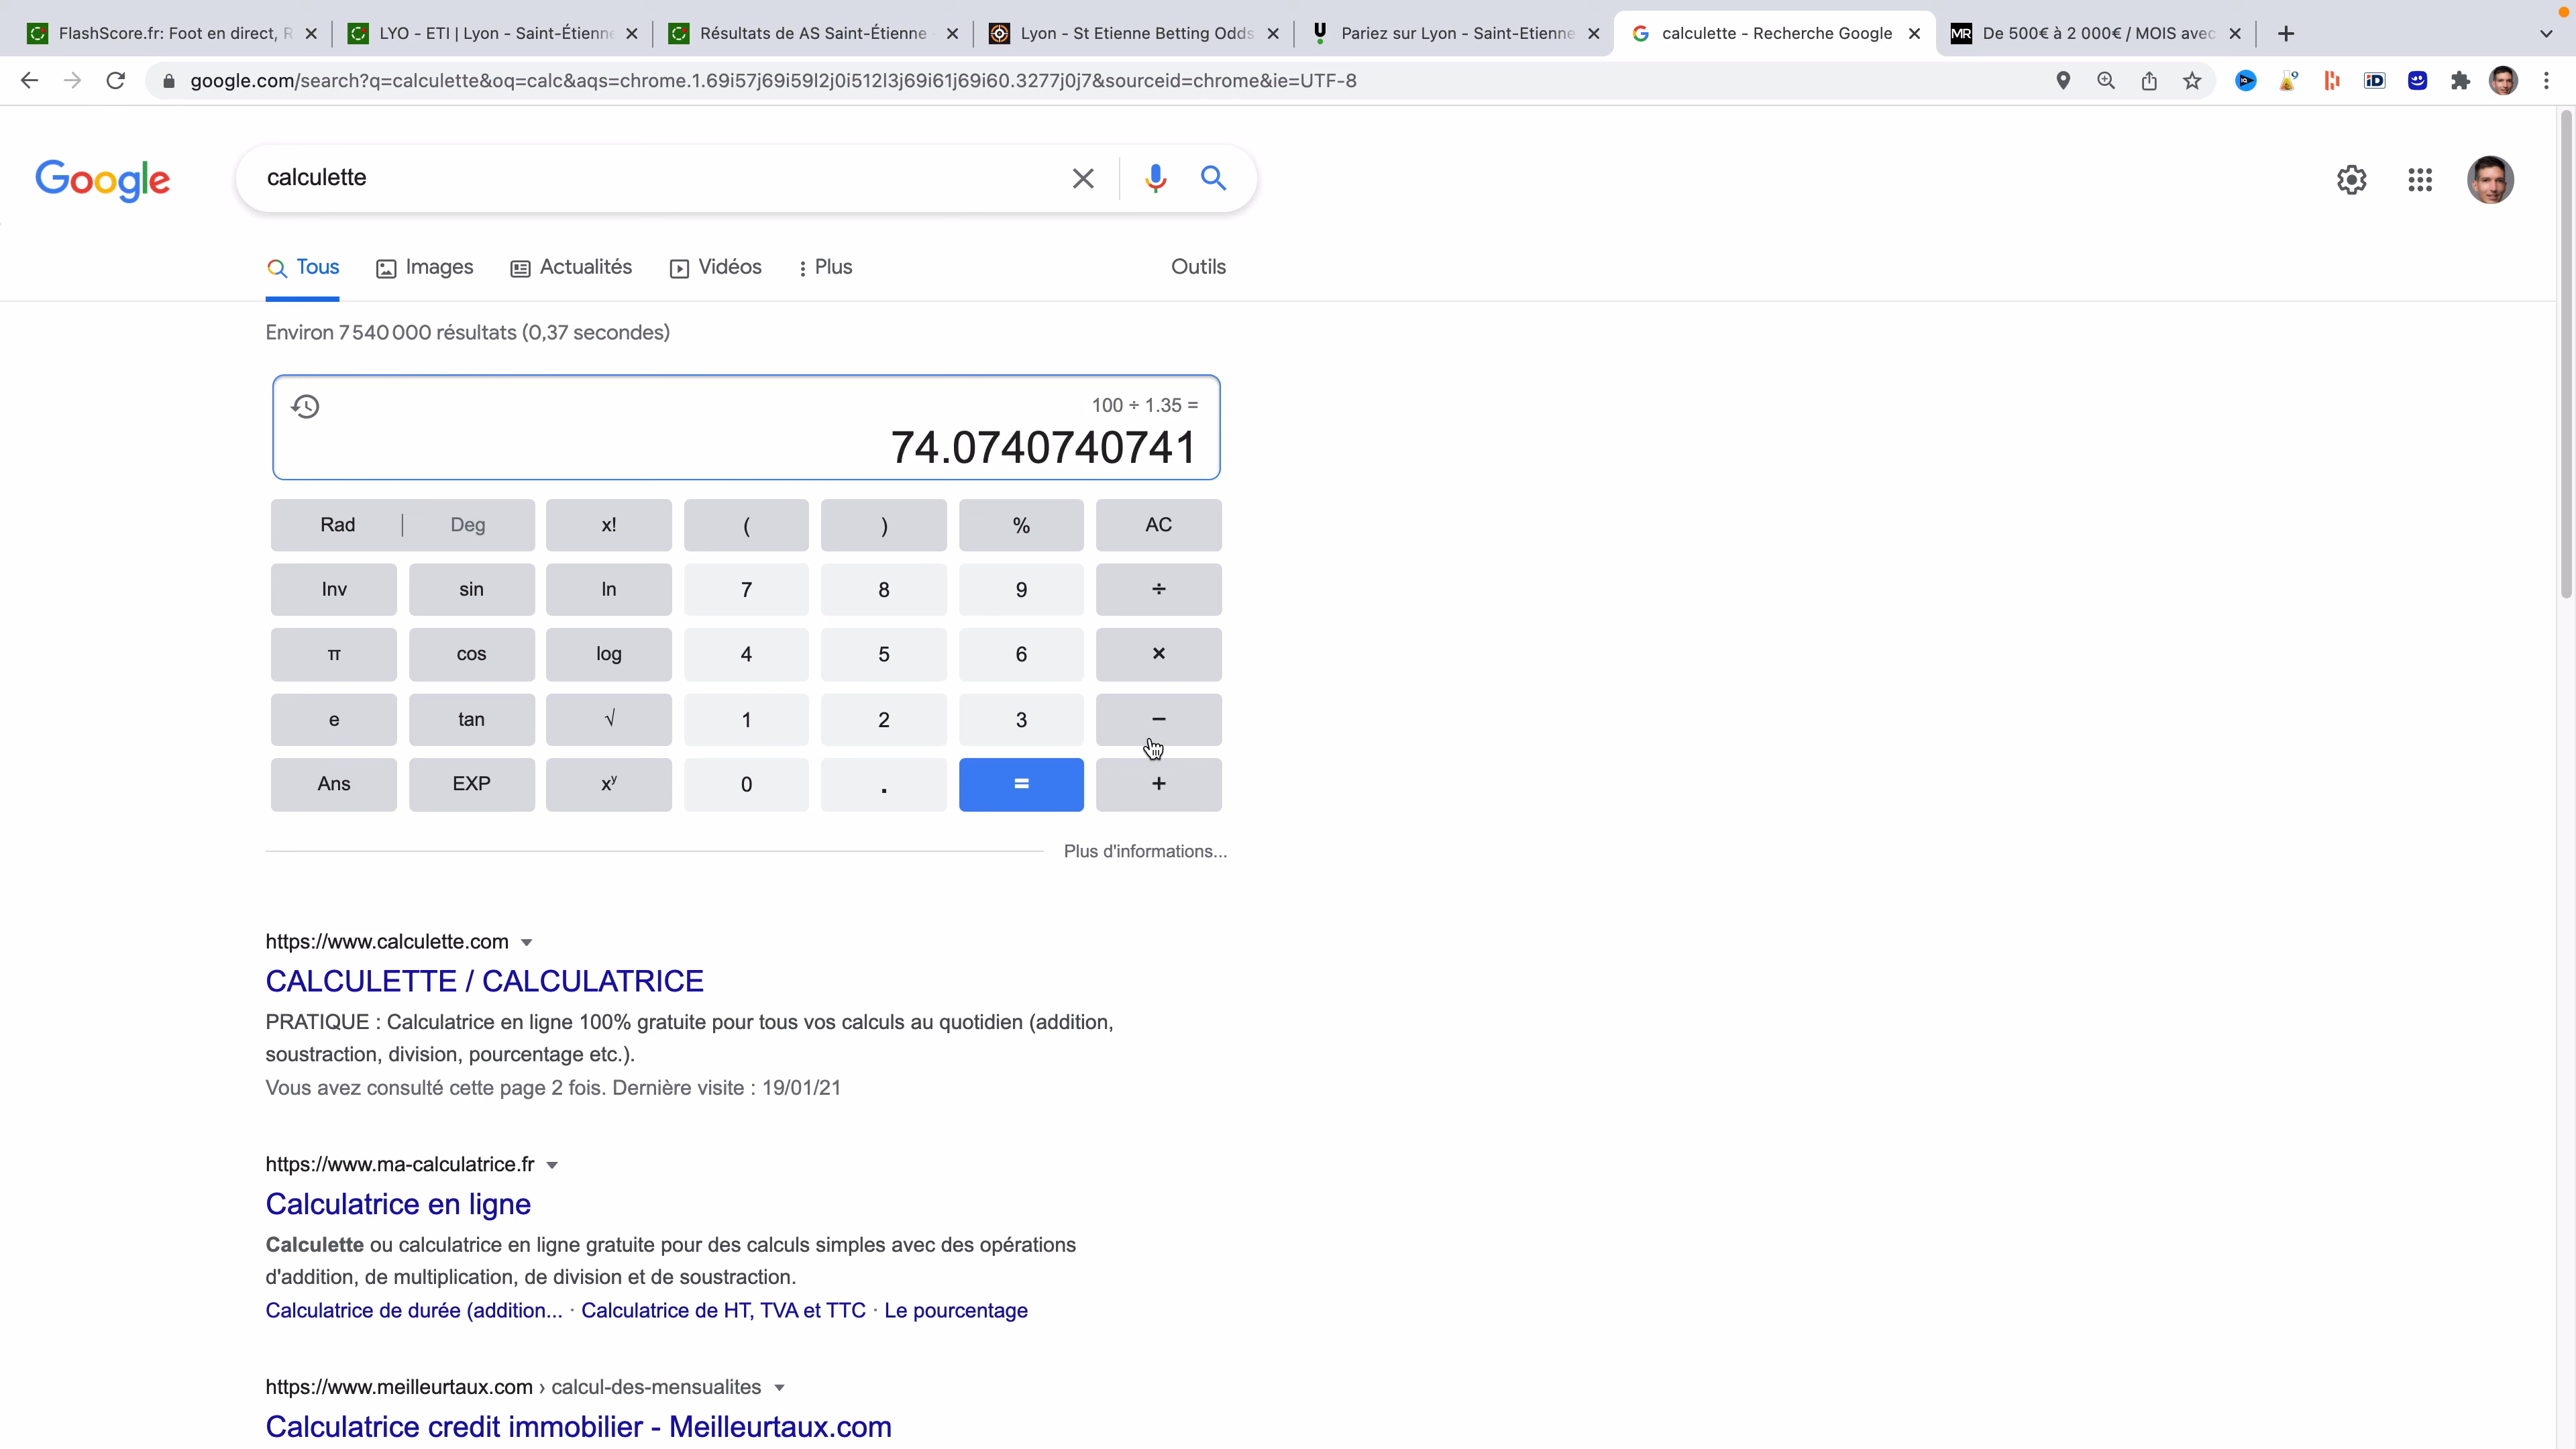 FlashScore.fr: Foot en direct, R
LYO - ETI | Lyon - Saint-Étienne
Résultats de AS Saint-Étienne -
Lyon - St Etienne Betting Odds
Pariez sur Lyon - Saint-Etienne
calculette - Recherche Google
MR De 500€ à 2 000€ / MOIS avec
google.com/search?q=calculette&oq=calc&aqs=chrome.1.69i57j69i59l2j0i512l3j69i61j69i60.3277j0j7&sourceid=chrome&ie=UTF-8
Google
calculette
Tous
Images
Actualités
Vidéos
Plus
Outils
Environ 7 540 000 résultats (0,37 secondes)
100 ÷ 1.35 =
74.0740740741
Rad | Deg x! ( ) % AC
Inv sin ln 7 8 9 ÷
π cos log 4 5 6 ×
e tan √ 1 2 3 −
Ans EXP xʸ 0 . = +
Plus d'informations...
https://www.calculette.com
CALCULETTE / CALCULATRICE
PRATIQUE : Calculatrice en ligne 100% gratuite pour tous vos calculs au quotidien (addition,
soustraction, division, pourcentage etc.).
Vous avez consulté cette page 2 fois. Dernière visite : 19/01/21
https://www.ma-calculatrice.fr
Calculatrice en ligne
Calculette ou calculatrice en ligne gratuite pour des calculs simples avec des opérations
d'addition, de multiplication, de division et de soustraction.
Calculatrice de durée (addition... · Calculatrice de HT, TVA et TTC · Le pourcentage
https://www.meilleurtaux.com › calcul-des-mensualites
Calculatrice credit immobilier - Meilleurtaux.com